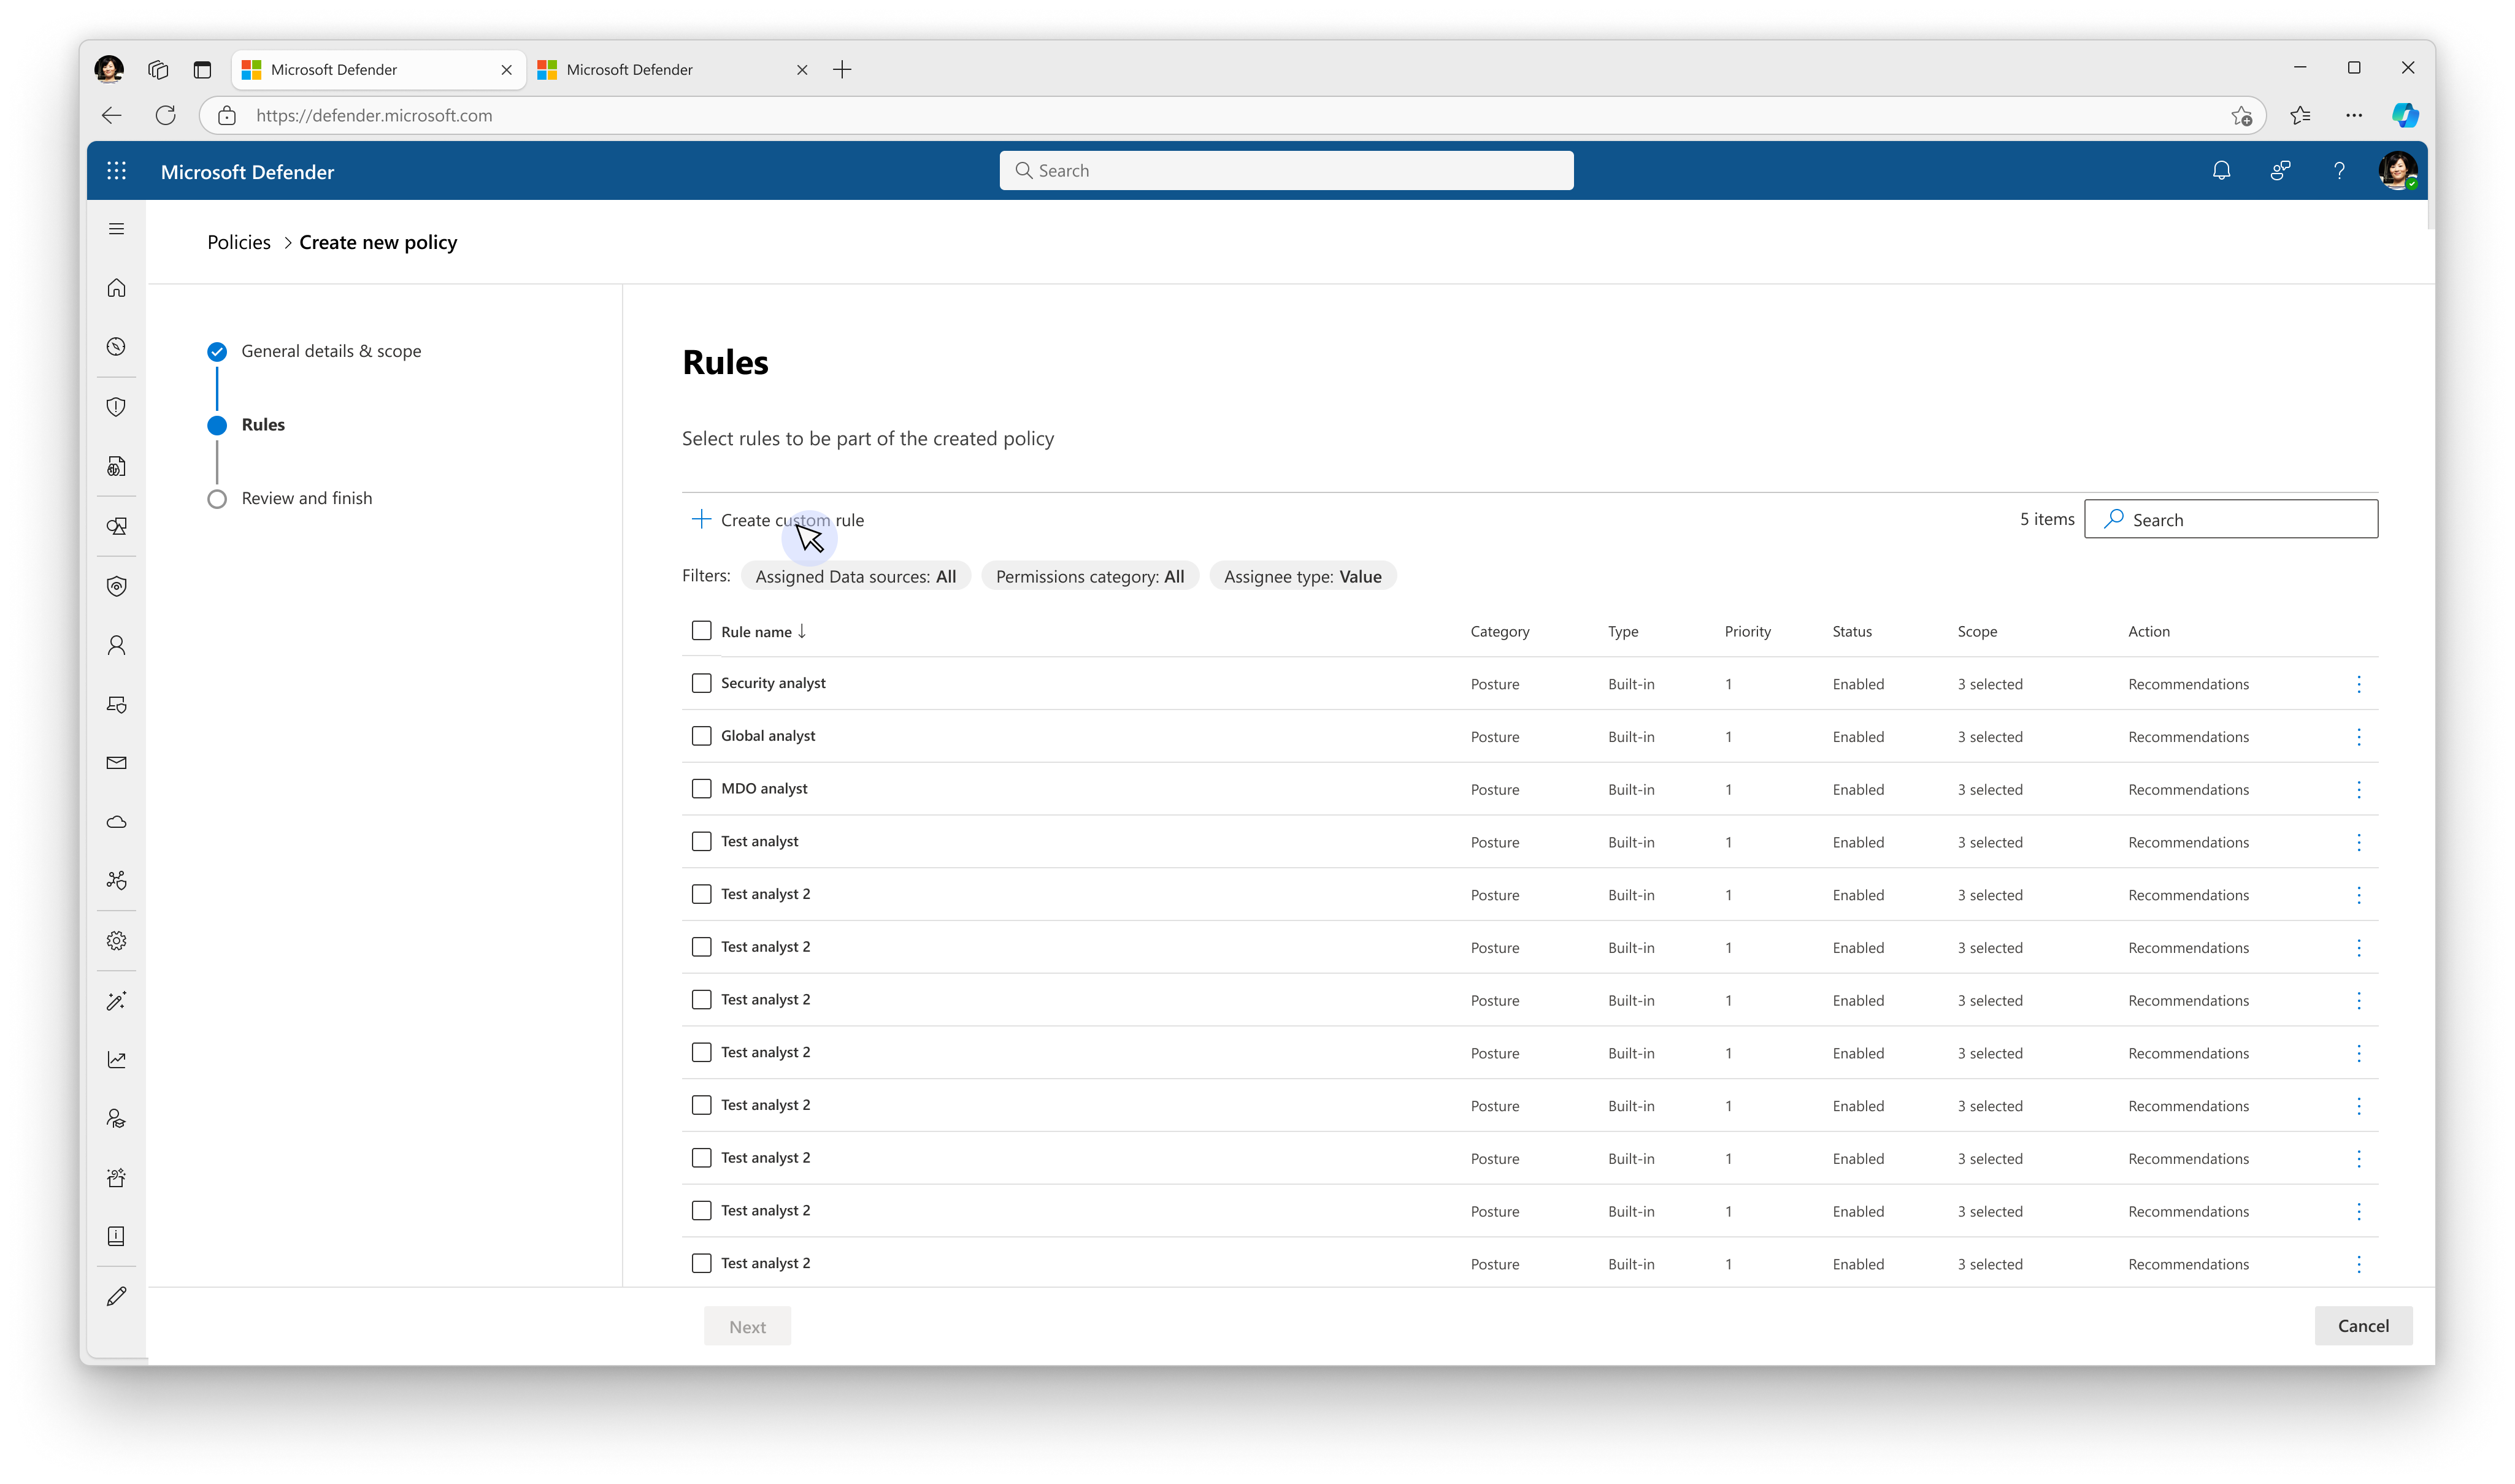 Microsoft Defender
Microsoft Defender
https://defender.microsoft.com
Microsoft Defender
Search
Policies > Create new policy
General details & scope
Rules
Review and finish
Rules
Select rules to be part of the created policy
Create custom rule
5 items
Search
Filters: Assigned Data sources: All Permissions category: All Assignee type: Value
Rule name ↓ Category Type Priority Status Scope Action
Security analyst Posture Built-in 1 Enabled 3 selected Recommendations
Global analyst Posture Built-in 1 Enabled 3 selected Recommendations
MDO analyst Posture Built-in 1 Enabled 3 selected Recommendations
Test analyst Posture Built-in 1 Enabled 3 selected Recommendations
Test analyst 2 Posture Built-in 1 Enabled 3 selected Recommendations
Test analyst 2 Posture Built-in 1 Enabled 3 selected Recommendations
Test analyst 2 Posture Built-in 1 Enabled 3 selected Recommendations
Test analyst 2 Posture Built-in 1 Enabled 3 selected Recommendations
Test analyst 2 Posture Built-in 1 Enabled 3 selected Recommendations
Test analyst 2 Posture Built-in 1 Enabled 3 selected Recommendations
Test analyst 2 Posture Built-in 1 Enabled 3 selected Recommendations
Test analyst 2 Posture Built-in 1 Enabled 3 selected Recommendations
Next
Cancel